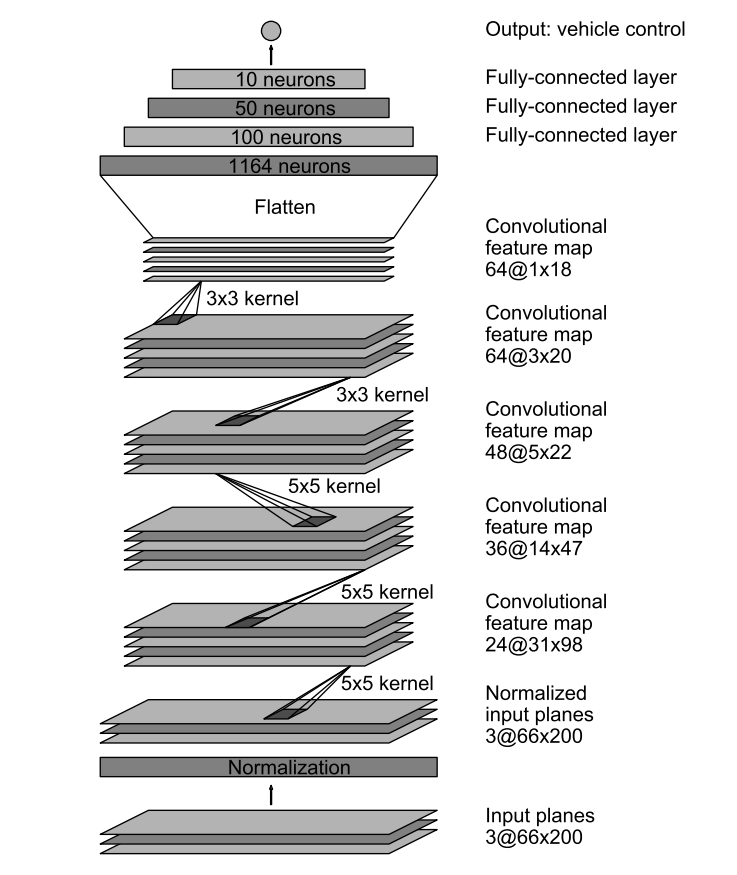 Output: vehicle control
10 neurons
Fully-connected layer
50 neurons
Fully-connected layer
100 neurons
Fully-connected layer
1164 neurons
Flatten
Convolutional
feature map
64@1x18
3x3 kernel
Convolutional
feature map
64@3x20
3x3 kernel
Convolutional
feature map
48@5x22
5x5 kernel
Convolutional
feature map
36@14x47
5x5 kernel
Convolutional
feature map
24@31x98
5x5 kernel
Normalized
input planes
3@66x200
Normalization
Input planes
3@66x200